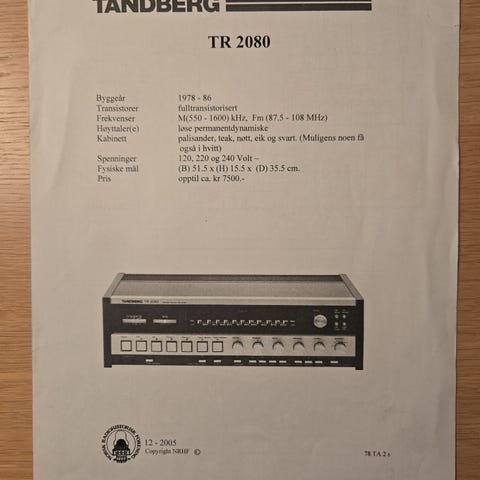 TANDBERG
TR 2080
Byggeår 1978 - 86
Transistorer fulltransistorisert
Frekvenser M(550 - 1600) kHz, Fm (87.5 - 108 MHz)
Høyttaler(e) løse permanentdynamiske
Kabinett palisander, teak, nøtt, eik og svart. (Muligens noen få
også i hvitt)
Spenninger 120, 220 og 240 Volt ~
Fysiske mål (B) 51.5 x (H) 15.5 x (D) 35.5 cm.
Pris opptil ca. kr 7500.-
TANDBERG TR 2080
NORSK RADIOHISTORISK FORENING
12 - 2005
Copyright NRHF ©
78 TA 2 s